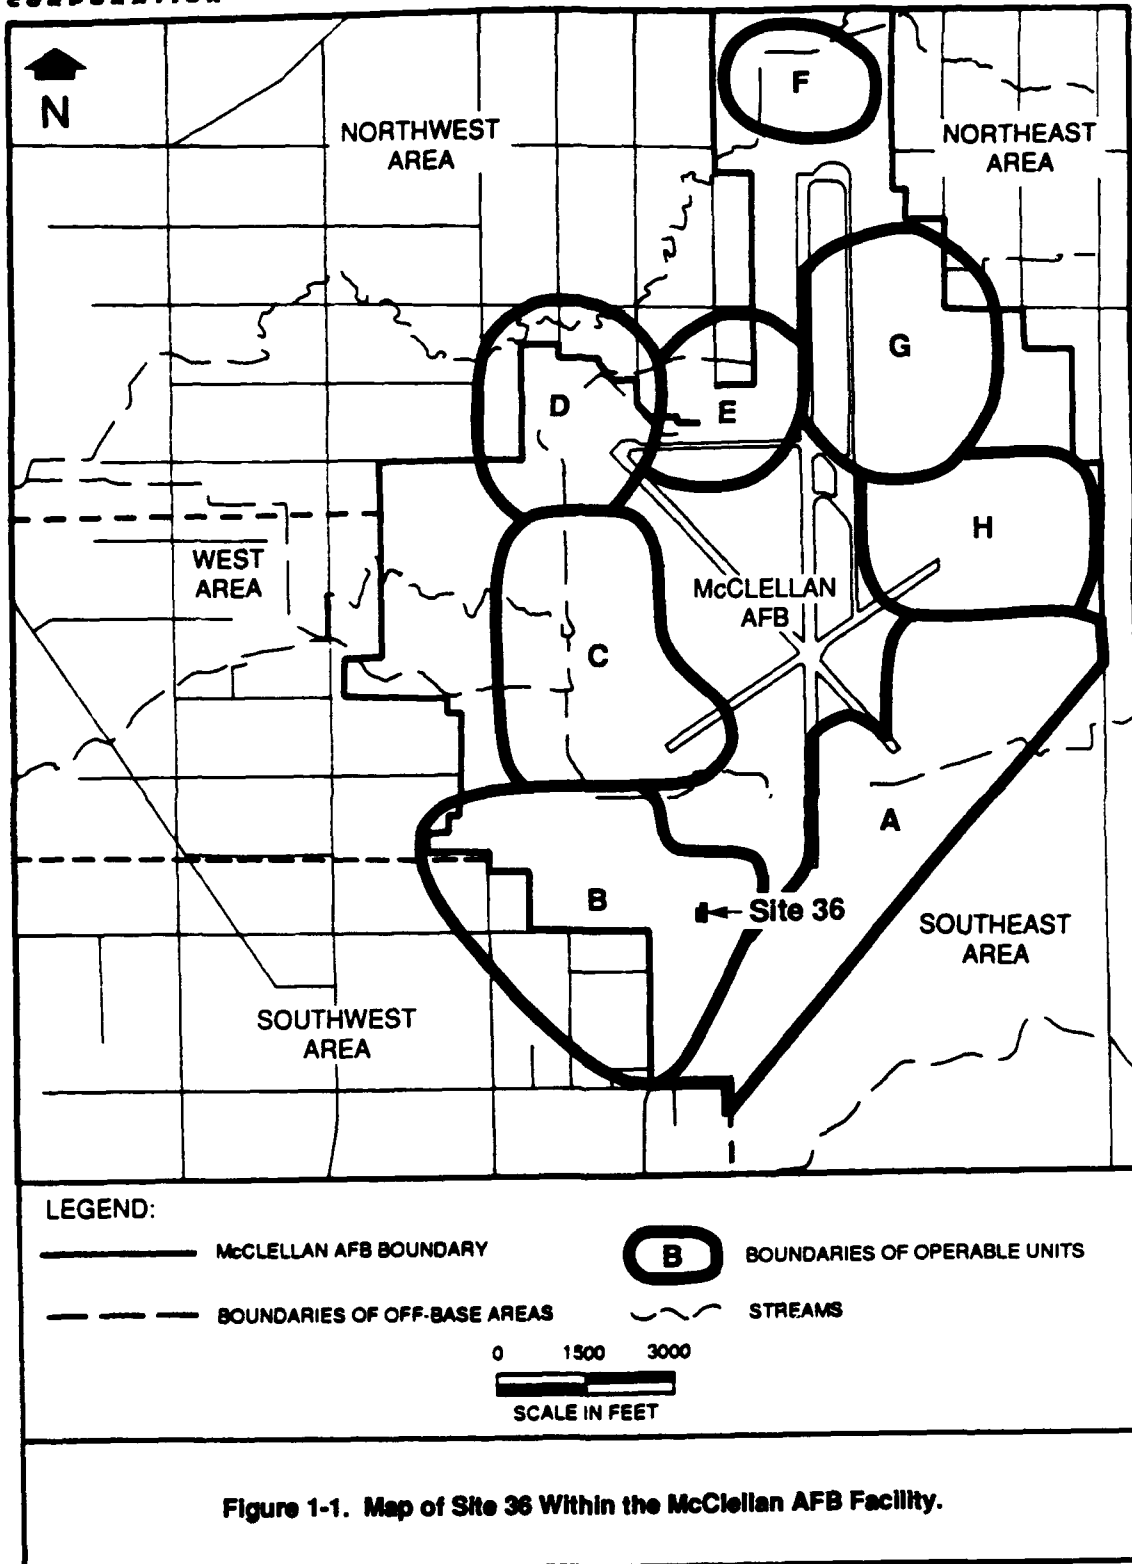 CORPORATION
N
F
NORTHWEST
AREA
NORTHEAST
AREA
G
D
E
H
WEST
AREA
McCLELLAN
AFB
C
A
B
Site 36
SOUTHEAST
AREA
SOUTHWEST
AREA
LEGEND:
McCLELLAN AFB BOUNDARY
B
BOUNDARIES OF OPERABLE UNITS
BOUNDARIES OF OFF-BASE AREAS
STREAMS
0 1500 3000
SCALE IN FEET
Figure 1-1. Map of Site 36 Within the McClellan AFB Facility.